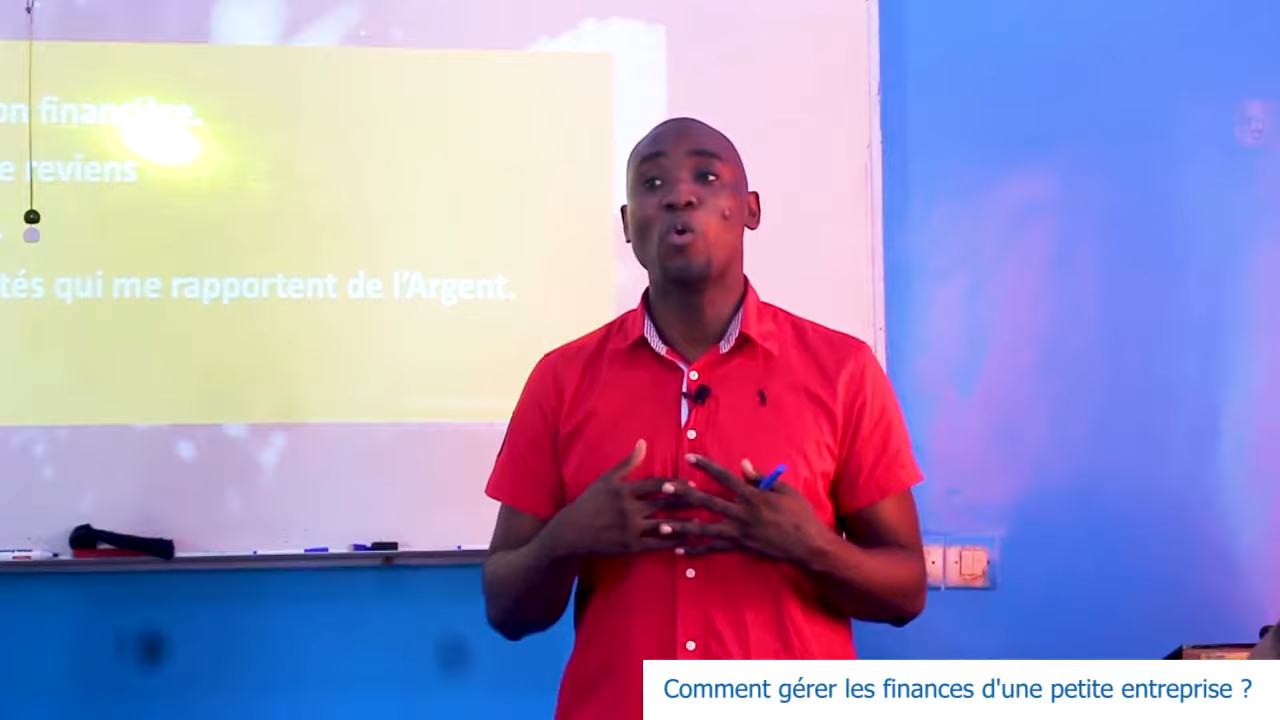 on financière.
e reviens
tés qui me rapportent de l'Argent.
Comment gérer les finances d'une petite entreprise ?